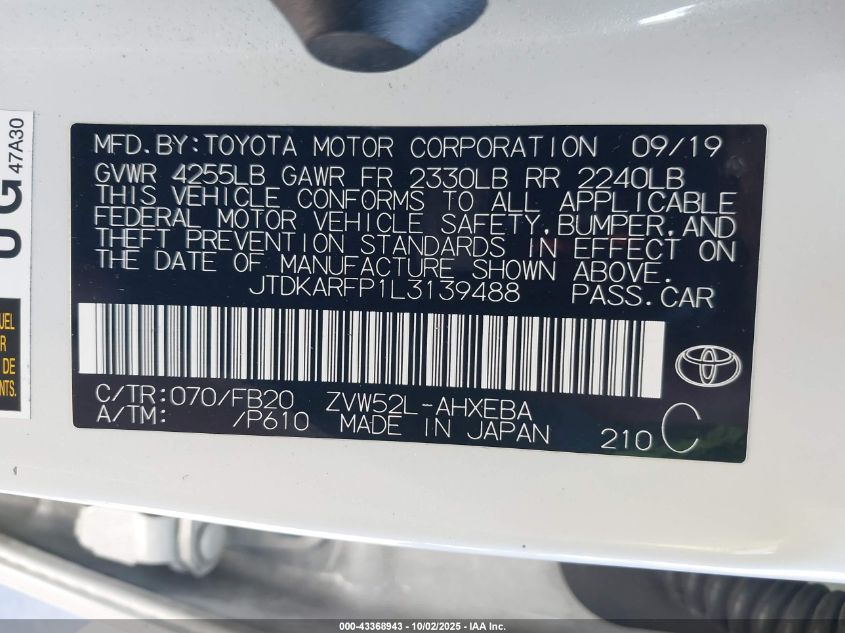 MFD.BY:TOYOTA MOTOR CORPORATION 09/19
GVWR 4255LB GAWR FR 2330LB RR 2240LB
THIS VEHICLE CONFORMS TO ALL APPLICABLE
FEDERAL MOTOR VEHICLE SAFETY,BUMPER,AND
THEFT PREVENTION STANDARDS IN EFFECT ON
THE DATE OF MANUFACTURE SHOWN ABOVE.
JTDKARFP1L3139488 PASS.CAR
C/TR:070/FB20 ZVW52L-AHXEBA
A/TM: /P610 MADE IN JAPAN 210 C
47A30
UEL
R
DE
NTS.
000-43368943 | 10/02/2025 - IAA Inc.